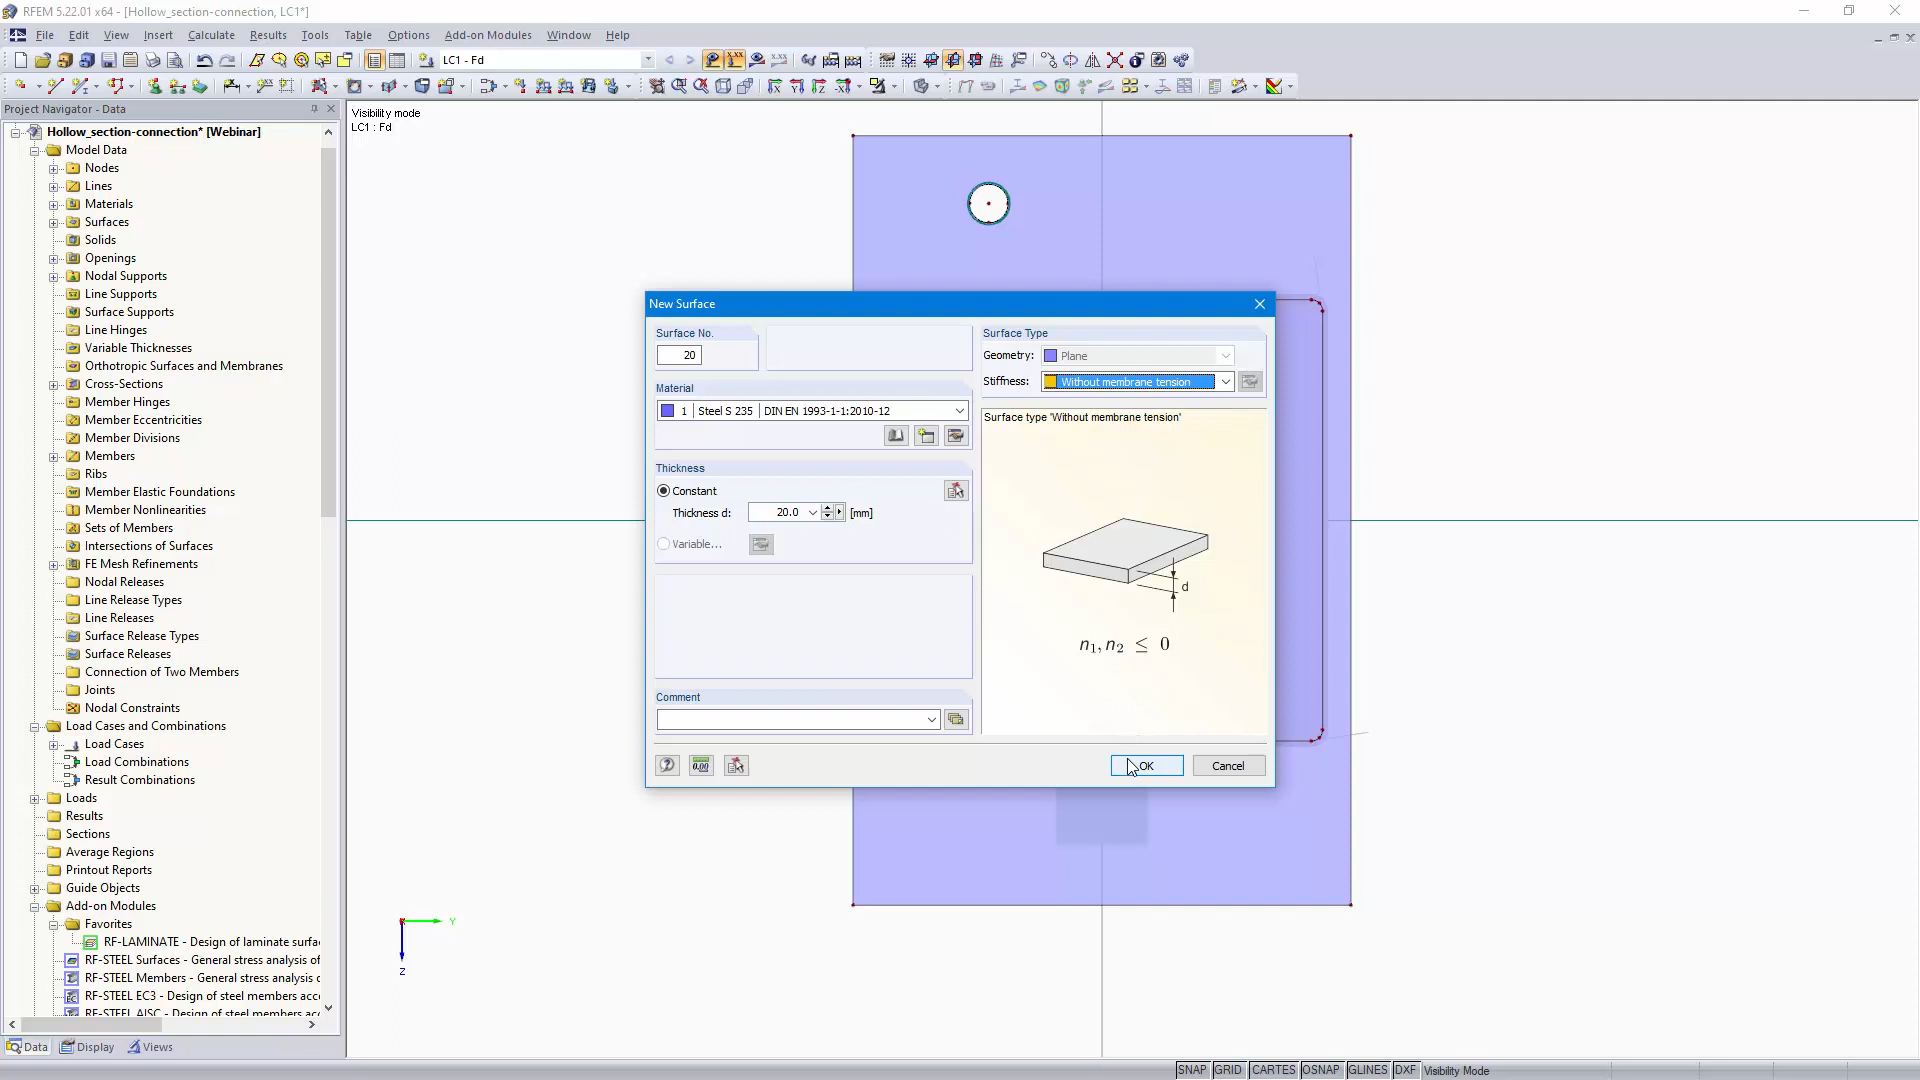 RFEM 5.22.01 x64 - [Hollow_section-connection, LC1*]
File Edit View Insert Calculate Results Tools Table Options Add-on Modules Window Help
LC1 - Fd
Project Navigator - Data
Hollow_section-connection* [Webinar]
Model Data
Nodes
Lines
Materials
Surfaces
Solids
Openings
Nodal Supports
Line Supports
Surface Supports
Line Hinges
Variable Thicknesses
Orthotropic Surfaces and Membranes
Cross-Sections
Member Hinges
Member Eccentricities
Member Divisions
Members
Ribs
Member Elastic Foundations
Member Nonlinearities
Sets of Members
Intersections of Surfaces
FE Mesh Refinements
Nodal Releases
Line Release Types
Line Releases
Surface Release Types
Surface Releases
Connection of Two Members
Joints
Nodal Constraints
Load Cases and Combinations
Load Cases
Load Combinations
Result Combinations
Loads
Results
Sections
Average Regions
Printout Reports
Guide Objects
Add-on Modules
Favorites
RF-LAMINATE - Design of laminate surfa
RF-STEEL Surfaces - General stress analysis of
RF-STEEL Members - General stress analysis c
RF-STEEL EC3 - Design of steel members acc
RF-STEEL AISC - Design of steel members acc
Data Display Views
Visibility mode
LC1 : Fd
New Surface
Surface No.
20
Material
1 Steel S 235 DIN EN 1993-1-1:2010-12
Thickness
Constant
Thickness d: 20.0 [mm]
Variable...
Comment
Surface Type
Geometry: Plane
Stiffness: Without membrane tension
Surface type 'Without membrane tension'
d
n1, n2 ≤ 0
0.00
OK Cancel
Y
Z
SNAP GRID CARTES OSNAP GLINES DXF Visibility Mode